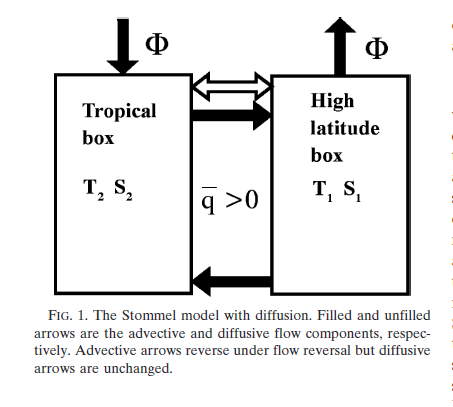 Φ
Φ
Tropical
box
T2 S2
High
latitude
box
T1 S1
q̄ >0
FIG. 1. The Stommel model with diffusion. Filled and unfilled
arrows are the advective and diffusive flow components, respec-
tively. Advective arrows reverse under flow reversal but diffusive
arrows are unchanged.